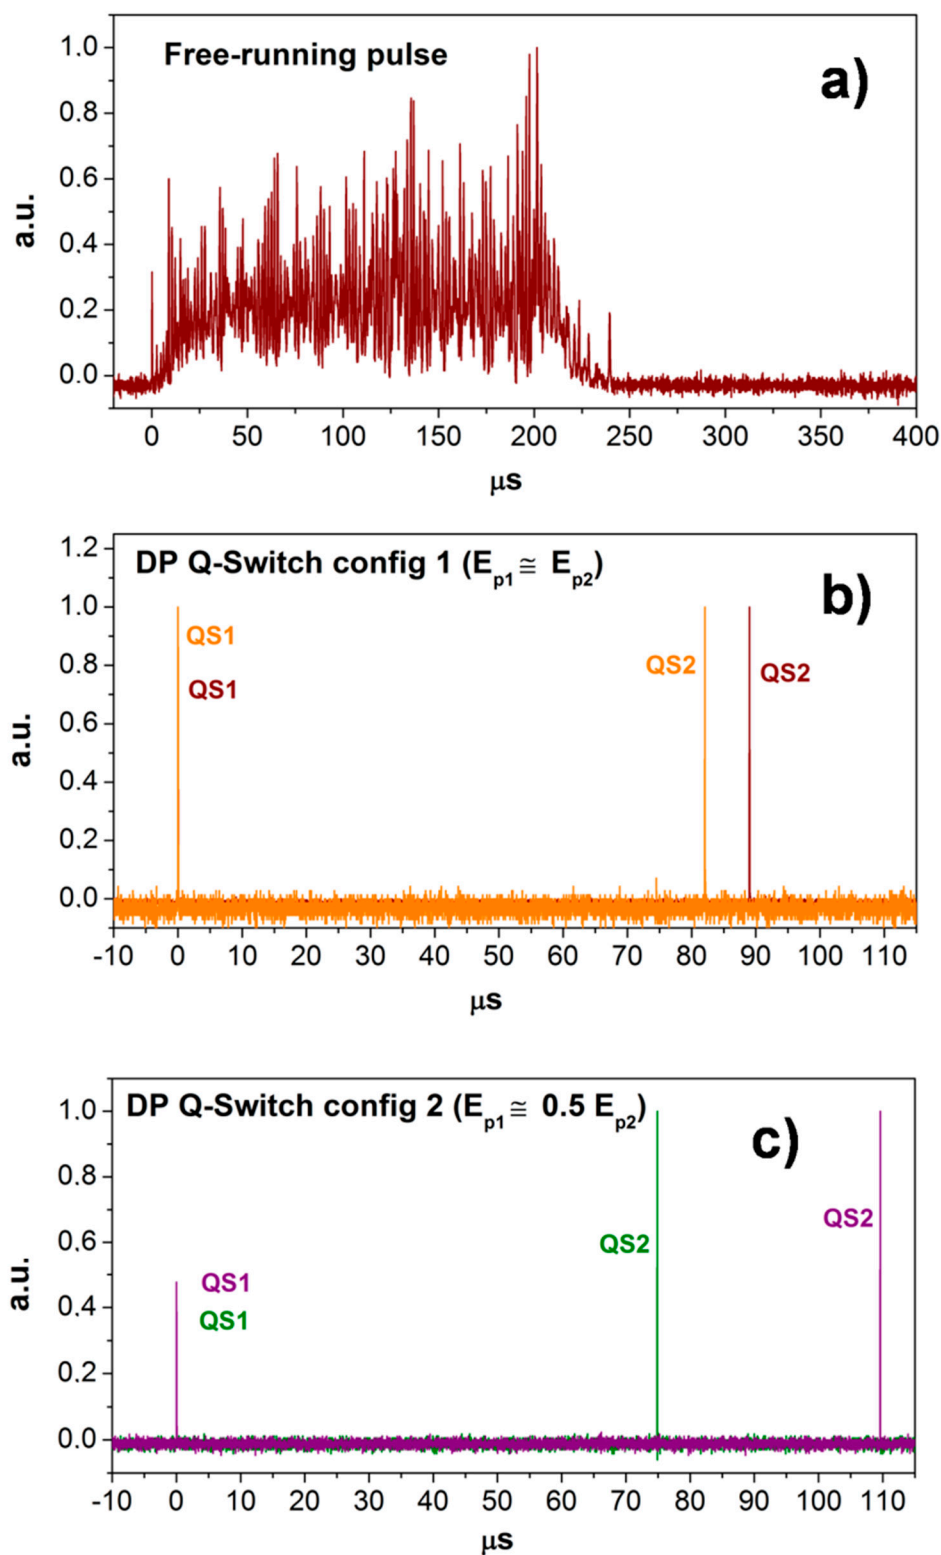 Free-running pulse
a)
1.0
0.8
0.6
0.4
0.2
0.0
a.u.
0 50 100 150 200 250 300 350 400
μs
DP Q-Switch config 1 (Ep1 ≅ Ep2)
b)
1.2
1.0
0.8
0.6
0.4
0.2
0.0
a.u.
QS1
QS1
QS2
QS2
-10 0 10 20 30 40 50 60 70 80 90 100 110
μs
DP Q-Switch config 2 (Ep1 ≅ 0.5 Ep2)
c)
1.0
0.8
0.6
0.4
0.2
0.0
a.u.
QS1
QS1
QS2
QS2
-10 0 10 20 30 40 50 60 70 80 90 100 110
μs